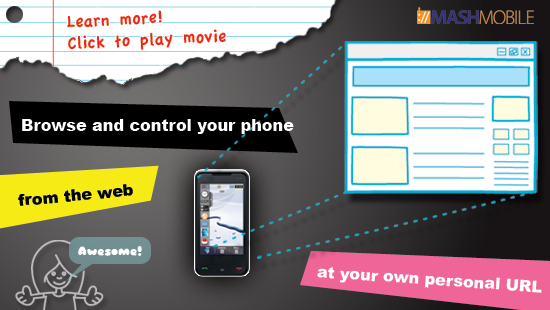 Learn more!
Click to play movie
MASHMOBILE
Browse and control your phone
from the web
Awesome!
at your own personal URL